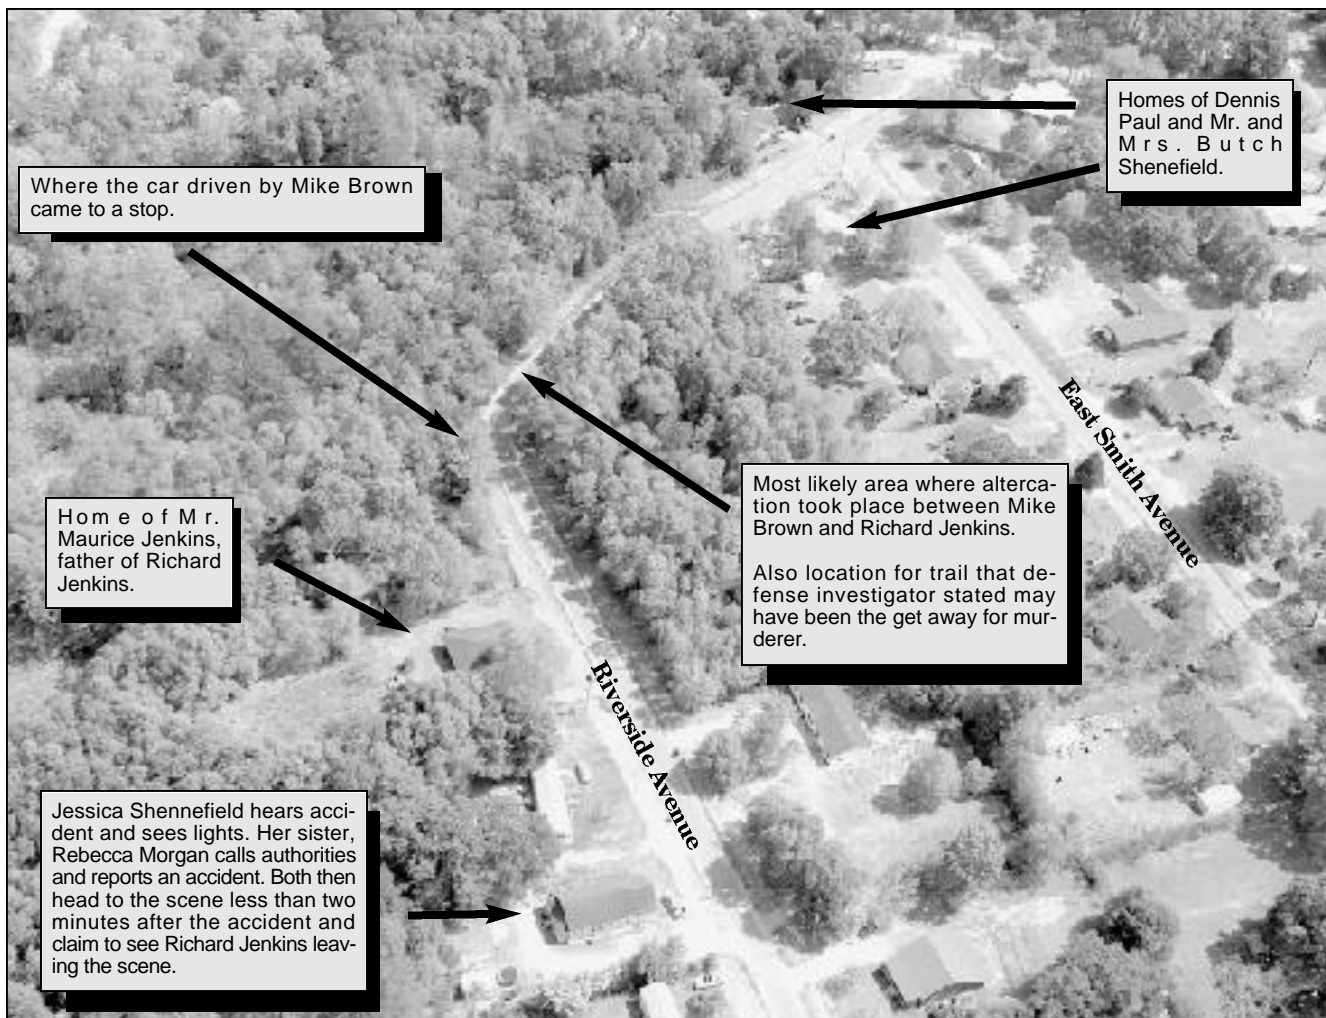 Homes of Dennis
Paul and Mr. and
Mrs. Butch
Shenefield.
Where the car driven by Mike Brown
came to a stop.
East Smith Avenue
Most likely area where alterca-
tion took place between Mike
Brown and Richard Jenkins.
Also location for trail that de-
fense investigator stated may
have been the get away for mur-
derer.
Home of Mr.
Maurice Jenkins,
father of Richard
Jenkins.
Riverside Avenue
Jessica Shennefield hears acci-
dent and sees lights. Her sister,
Rebecca Morgan calls authorities
and reports an accident. Both then
head to the scene less than two
minutes after the accident and
claim to see Richard Jenkins leav-
ing the scene.